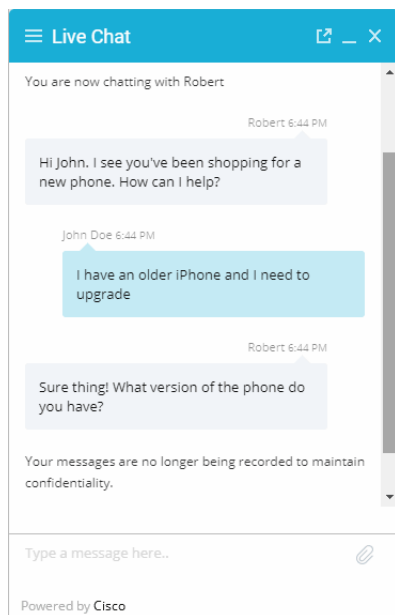 Live Chat
You are now chatting with Robert
Robert 6:44 PM
Hi John. I see you've been shopping for a
new phone. How can I help?
John Doe 6:44 PM
I have an older iPhone and I need to
upgrade
Robert 6:44 PM
Sure thing! What version of the phone do
you have?
Your messages are no longer being recorded to maintain
confidentiality.
Type a message here..
Powered by Cisco